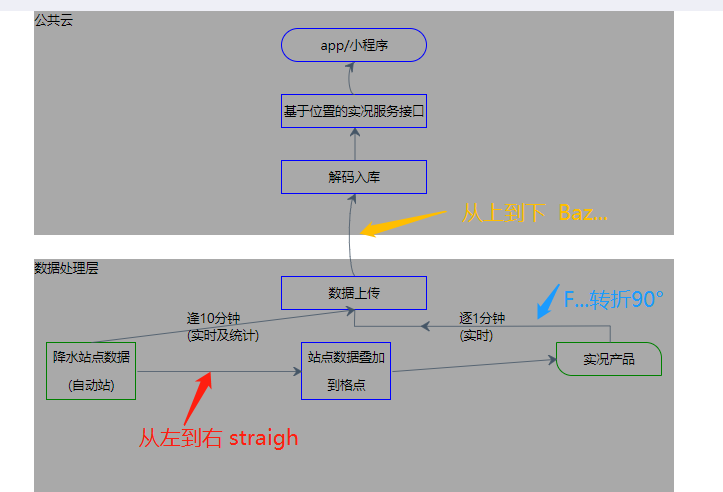 公共云
app/小程序
基于位置的实况服务接口
解码入库
从上到下 Baz...
数据处理层
数据上传
F...转折90°
逢10分钟
(实时及统计)
逐1分钟
(实时)
降水站点数据
(自动站)
站点数据叠加
到格点
实况产品
从左到右 straigh